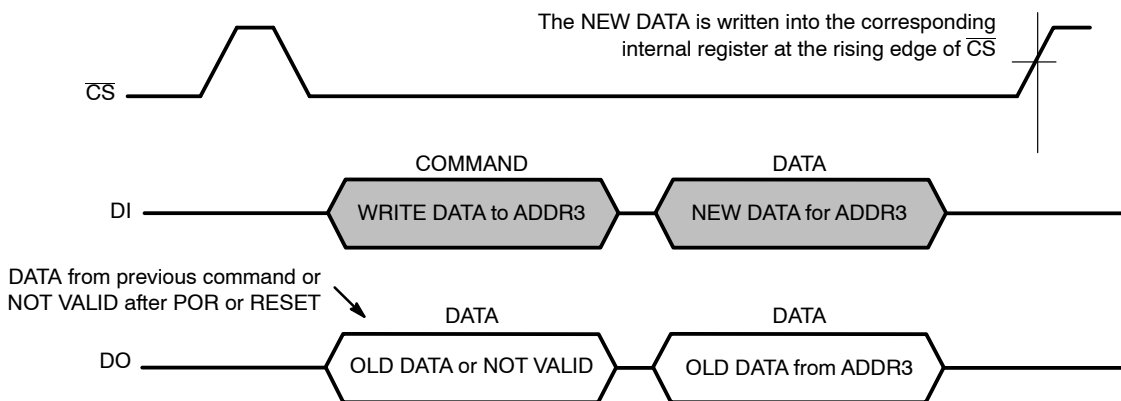 The NEW DATA is written into the corresponding
internal register at the rising edge of CS
CS
COMMAND
DATA
DI
WRITE DATA to ADDR3
NEW DATA for ADDR3
DATA from previous command or
NOT VALID after POR or RESET
DATA
DATA
DO
OLD DATA or NOT VALID
OLD DATA from ADDR3